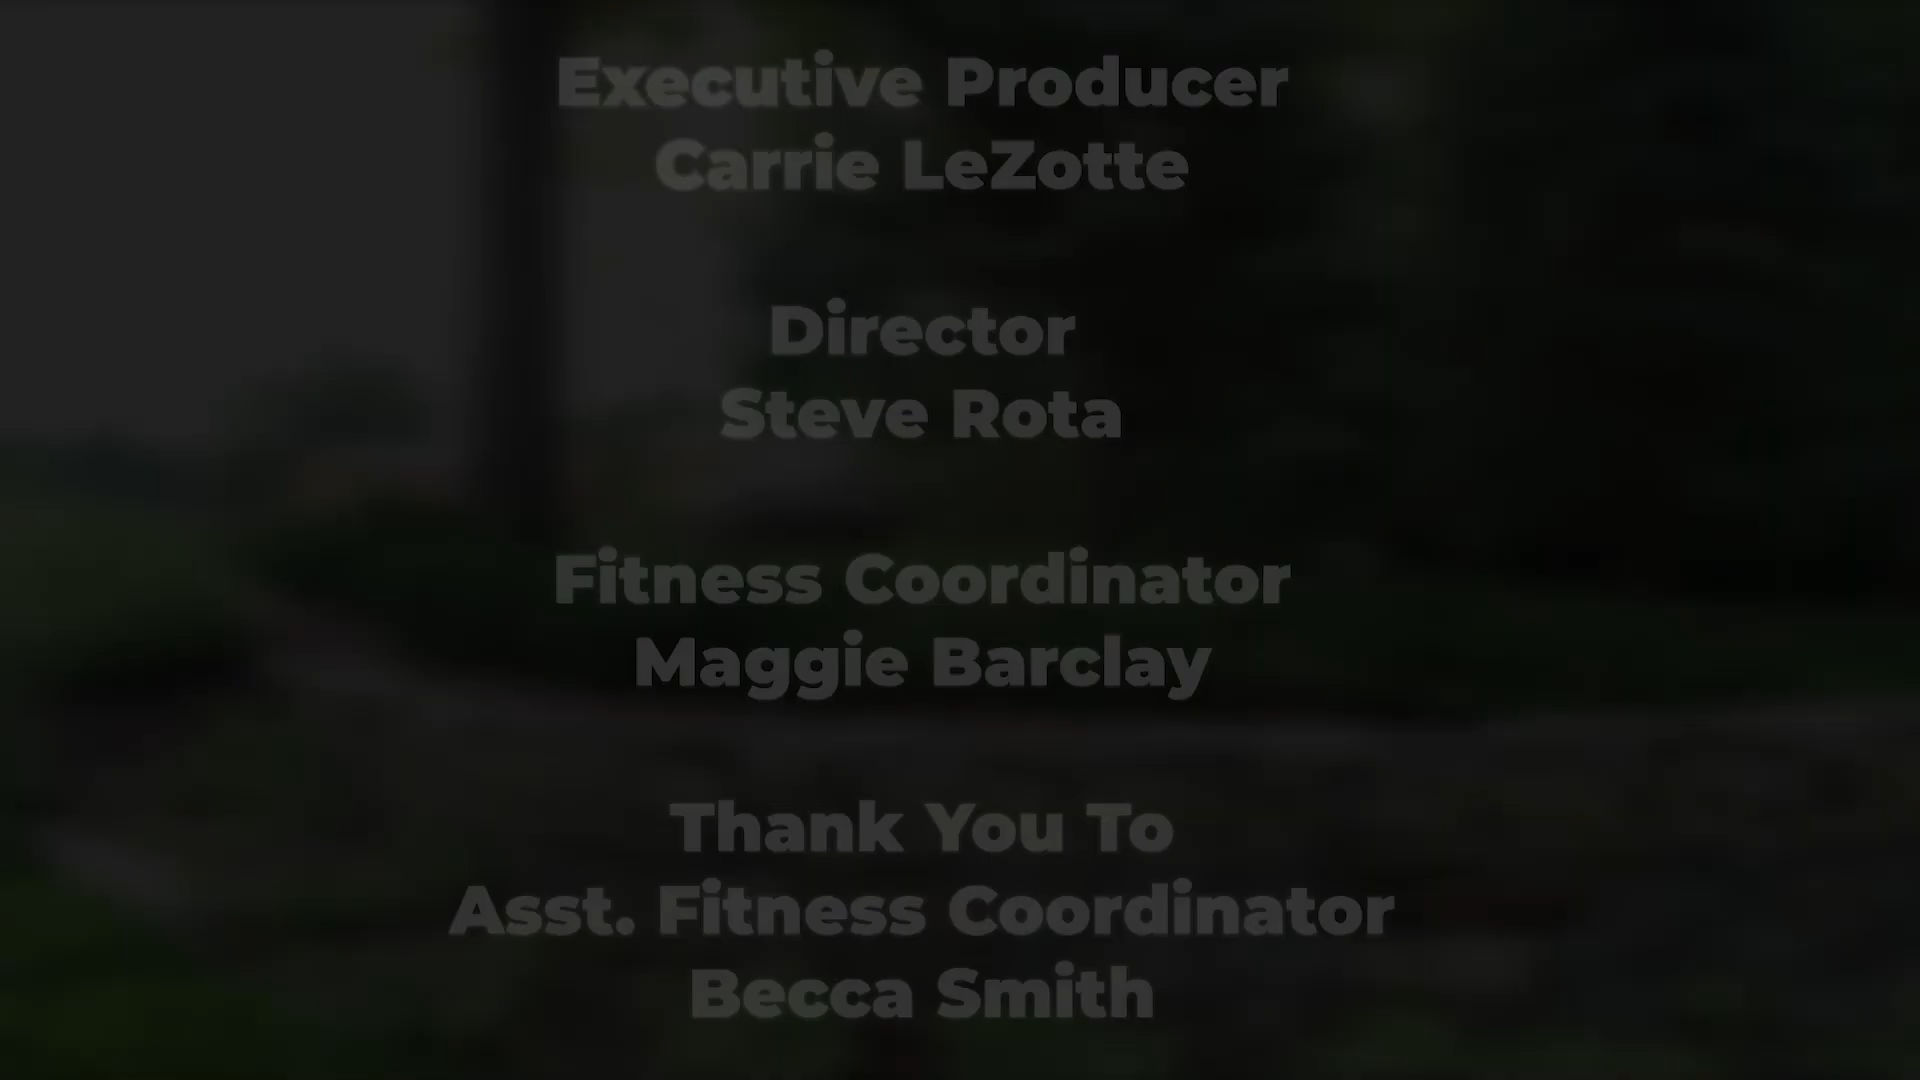 Executive Producer
Carrie LeZotte
Director
Steve Rota
Fitness Coordinator
Maggie Barclay
Thank You To
Asst. Fitness Coordinator
Becca Smith